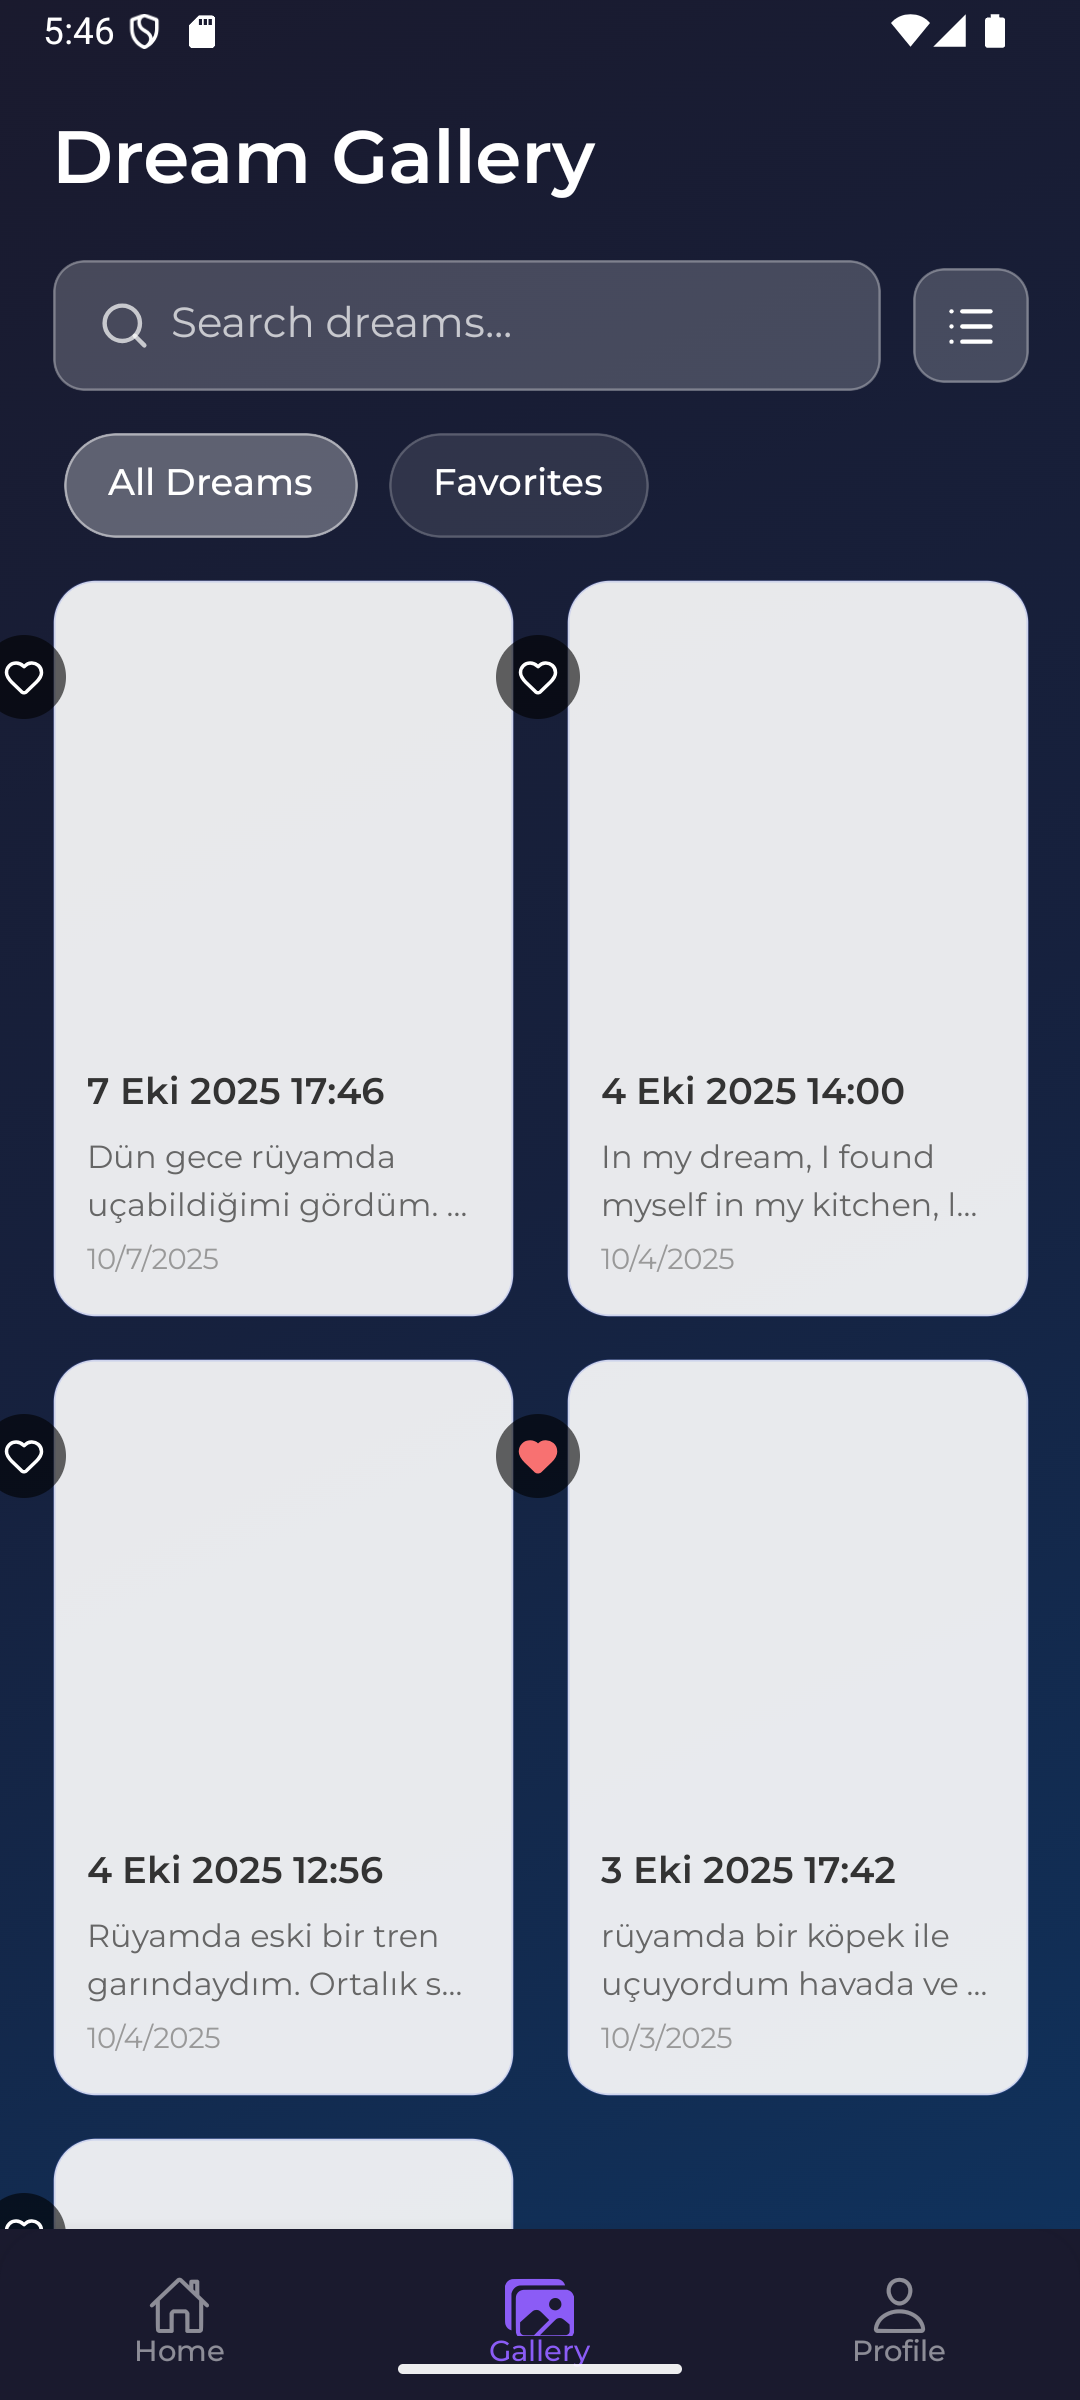 5:46
Dream Gallery
Search dreams...
All Dreams
Favorites
7 Eki 2025 17:46
Dün gece rüyamda
uçabildiğimi gördüm. ...
10/7/2025
4 Eki 2025 14:00
In my dream, I found
myself in my kitchen, l...
10/4/2025
4 Eki 2025 12:56
Rüyamda eski bir tren
garındaydım. Ortalık s...
10/4/2025
3 Eki 2025 17:42
rüyamda bir köpek ile
uçuyordum havada ve ...
10/3/2025
Home
Gallery
Profile